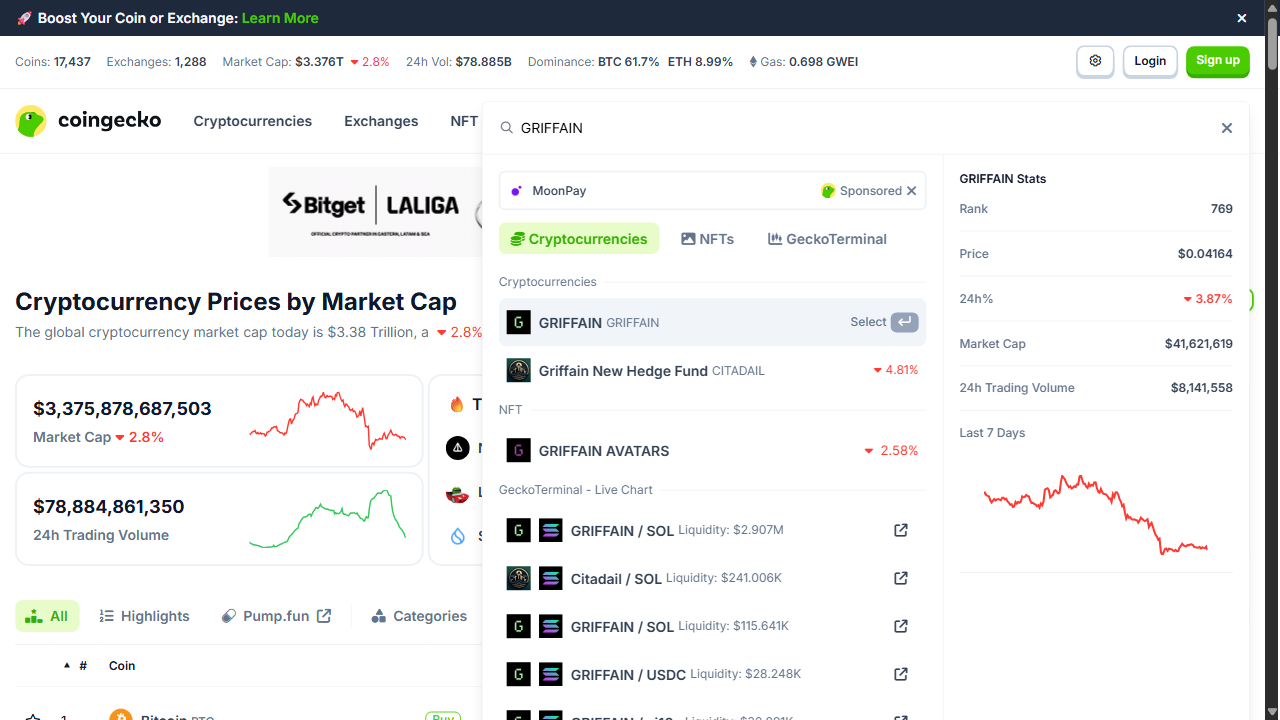 🚀 Boost Your Coin or Exchange: Learn More
Coins: 17,437 Exchanges: 1,288 Market Cap: $3.376T 2.8% 24h Vol: $78.885B Dominance: BTC 61.7% ETH 8.99% Gas: 0.698 GWEI
Login
Sign up
coingecko
Cryptocurrencies Exchanges NFT
GRIFFAIN
Bitget LALIGA
OFFICIAL CRYPTO PARTNER IN EASTERN, LATAM & SEA
Cryptocurrency Prices by Market Cap
The global cryptocurrency market cap today is $3.38 Trillion, a 2.8%
$3,375,878,687,503
Market Cap 2.8%
$78,884,861,350
24h Trading Volume
All Highlights Pump.fun Categories
# Coin
1 Bitcoin BTC Buy
MoonPay Sponsored
Cryptocurrencies NFTs GeckoTerminal
Cryptocurrencies
GRIFFAIN GRIFFAIN Select
Griffain New Hedge Fund CITADAIL 4.81%
NFT
GRIFFAIN AVATARS 2.58%
GeckoTerminal - Live Chart
GRIFFAIN / SOL Liquidity: $2.907M
Citadail / SOL Liquidity: $241.006K
GRIFFAIN / SOL Liquidity: $115.641K
GRIFFAIN / USDC Liquidity: $28.248K
GRIFFAIN Stats
Rank 769
Price $0.04164
24h% 3.87%
Market Cap $41,621,619
24h Trading Volume $8,141,558
Last 7 Days